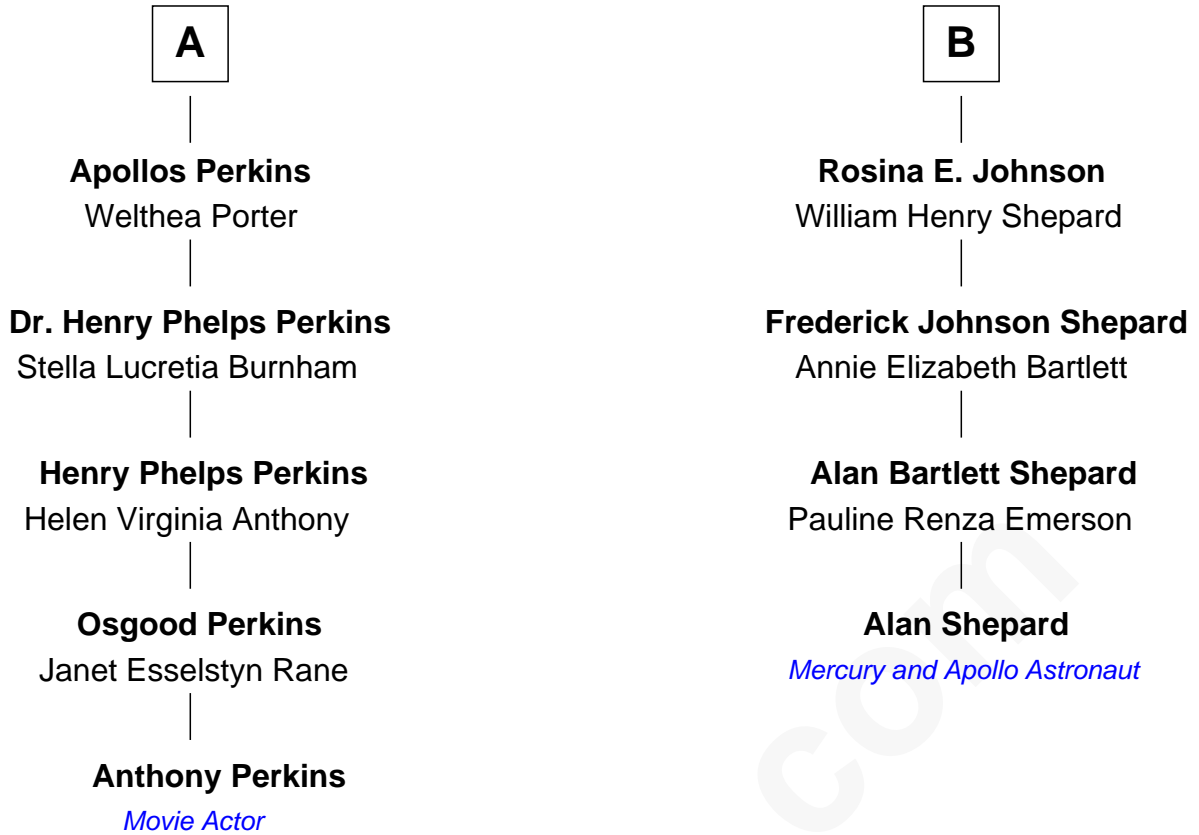 A
Apollos Perkins
Welthea Porter
Dr. Henry Phelps Perkins
Stella Lucretia Burnham
Henry Phelps Perkins
Helen Virginia Anthony
Osgood Perkins
Janet Esselstyn Rane
Anthony Perkins
Movie Actor
B
Rosina E. Johnson
William Henry Shepard
Frederick Johnson Shepard
Annie Elizabeth Bartlett
Alan Bartlett Shepard
Pauline Renza Emerson
Alan Shepard
Mercury and Apollo Astronaut
com